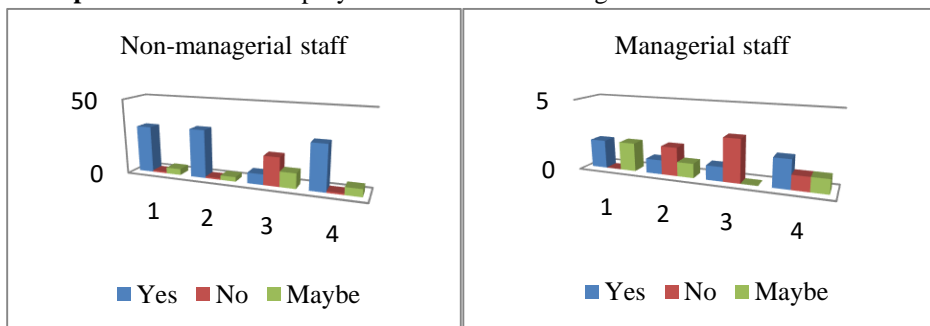 Non-managerial staff
50
0
1 2 3 4
Yes No Maybe
Managerial staff
5
0
1 2 3 4
Yes No Maybe